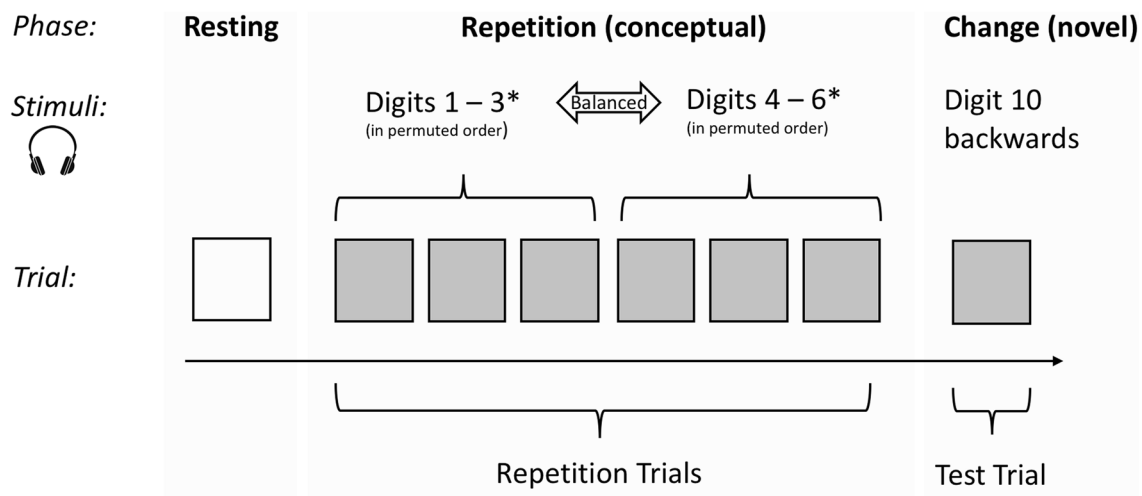 Phase: Resting Repetition (conceptual) Change (novel)
Stimuli: Digits 1 – 3* Balanced Digits 4 – 6* Digit 10
(in permuted order) (in permuted order) backwards
Trial:
Repetition Trials Test Trial